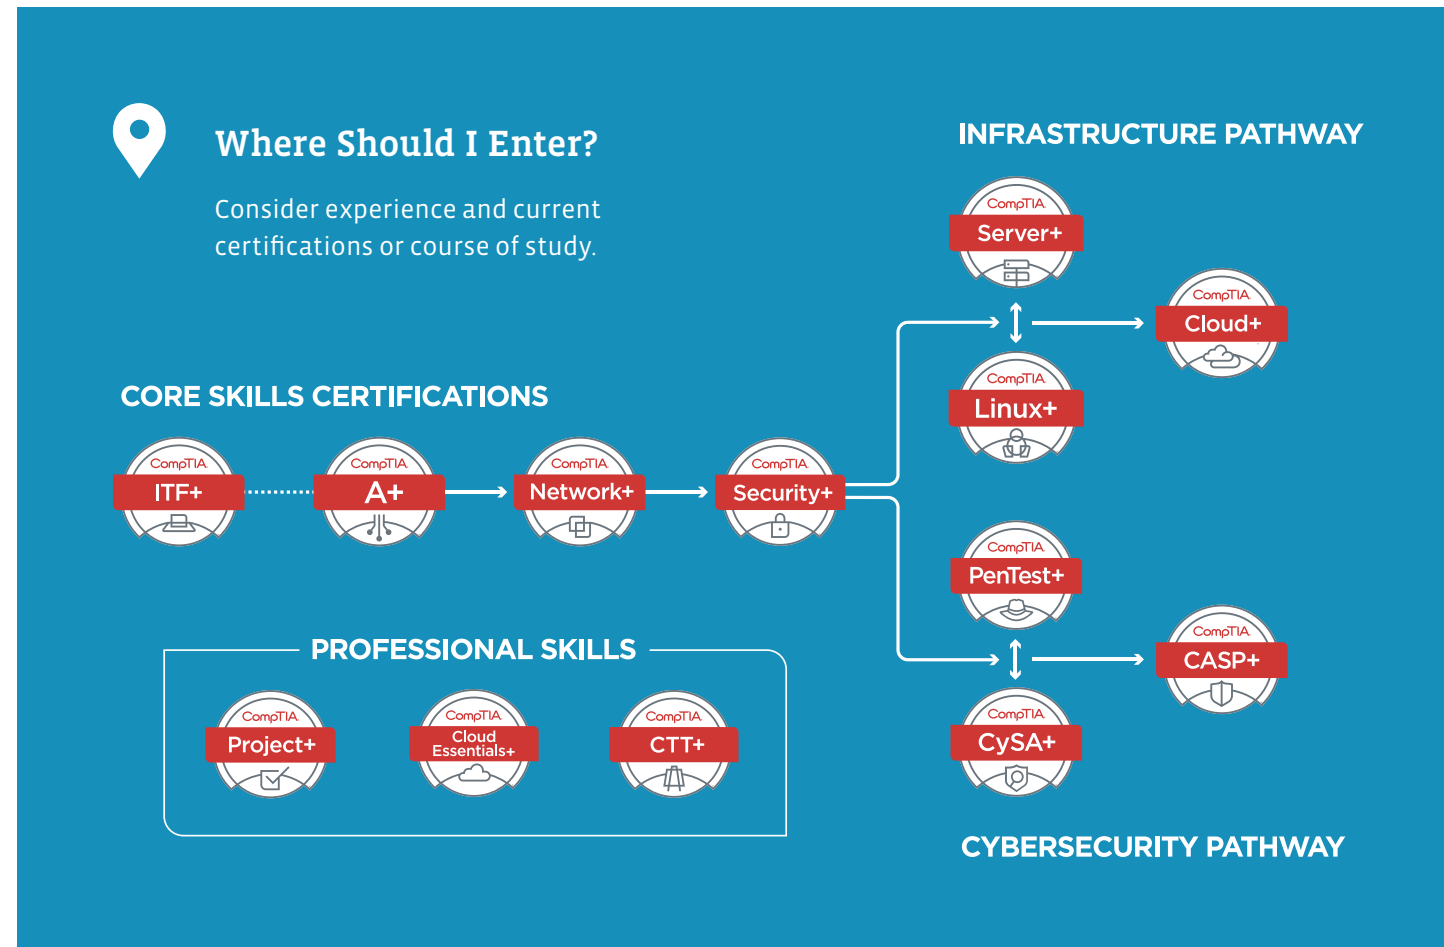 Where Should I Enter?
Consider experience and current
certifications or course of study.
CORE SKILLS CERTIFICATIONS
CompTIA
ITF+
CompTIA
A+
CompTIA
Network+
CompTIA
Security+
PROFESSIONAL SKILLS
CompTIA
Project+
CompTIA
Cloud
Essentials+
CompTIA
CTT+
INFRASTRUCTURE PATHWAY
CompTIA
Server+
CompTIA
Cloud+
CompTIA
Linux+
CompTIA
PenTest+
CompTIA
CASP+
CompTIA
CySA+
CYBERSECURITY PATHWAY